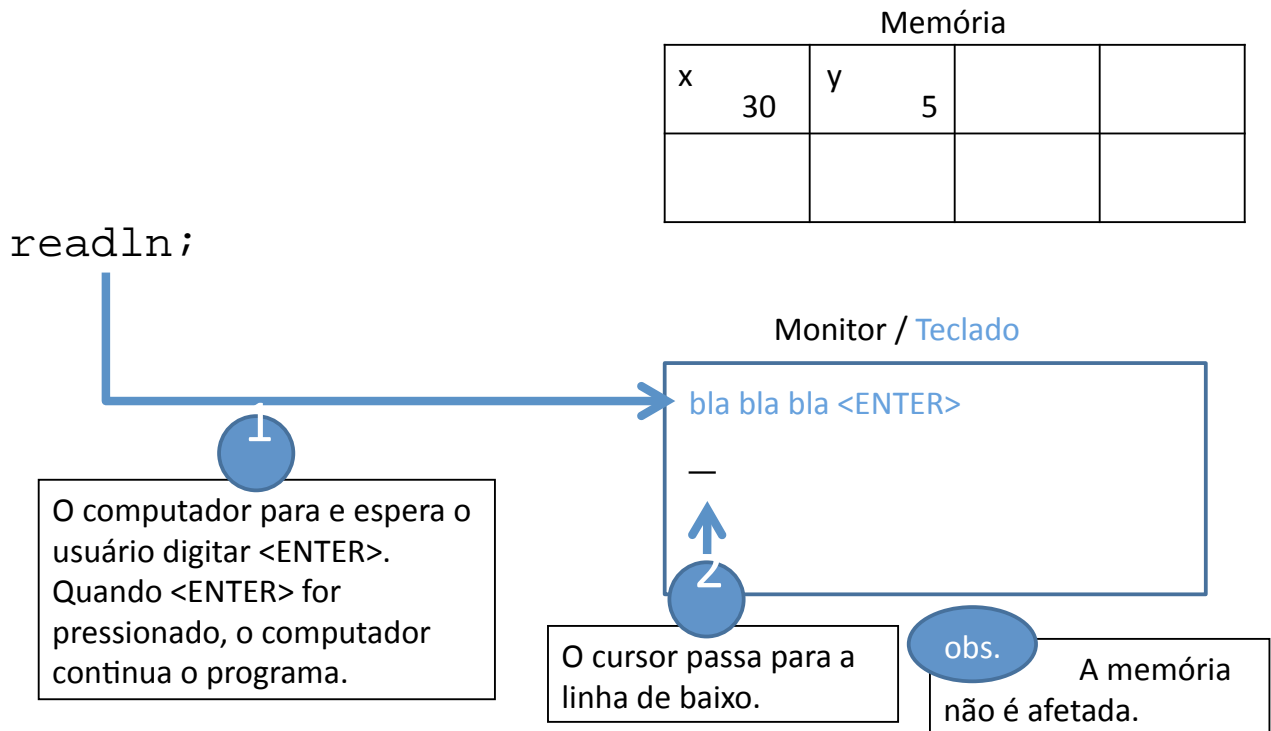 Memória
x
30
y
5
readln;
Monitor / Teclado
bla bla bla <ENTER>
_
1
O computador para e espera o
usuário digitar <ENTER>.
Quando <ENTER> for
pressionado, o computador
continua o programa.
2
O cursor passa para a
linha de baixo.
obs.
A memória
não é afetada.